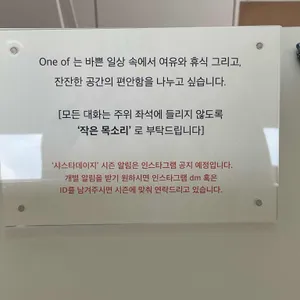 One of 는 바쁜 일상 속에서 여유와 휴식 그리고,
잔잔한 공간의 편안함을 나누고 싶습니다.
[모든 대화는 주위 좌석에 들리지 않도록
'작은 목소리' 로 부탁드립니다]
'샤스타데이지' 시즌 알림은 인스타그램 공지 예정입니다.
개별 알림을 받기 원하시면 인스타그램 dm 혹은
ID를 남겨주시면 시즌에 맞춰 연락드리고 있습니다.